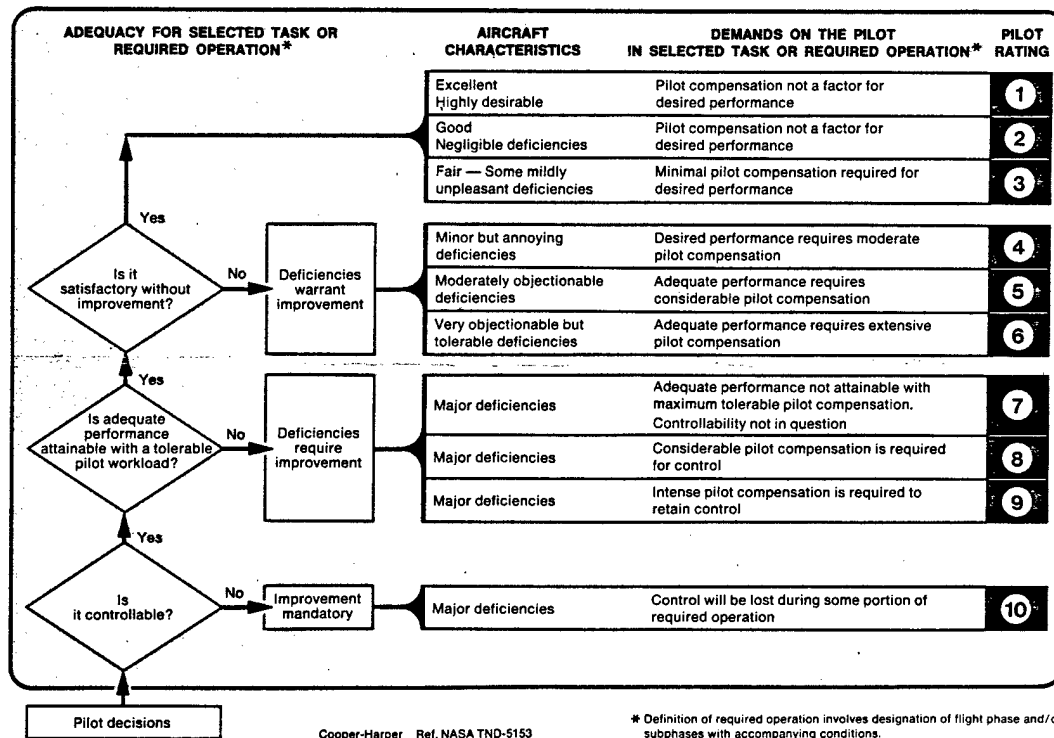 ADEQUACY FOR SELECTED TASK OR
REQUIRED OPERATION*
AIRCRAFT
CHARACTERISTICS
DEMANDS ON THE PILOT
IN SELECTED TASK OR REQUIRED OPERATION*
PILOT
RATING
Excellent
Highly desirable
Pilot compensation not a factor for
desired performance
1
Good
Negligible deficiencies
Pilot compensation not a factor for
desired performance
2
Fair — Some mildly
unpleasant deficiencies
Minimal pilot compensation required for
desired performance
3
Yes
Is it
satisfactory without
improvement?
No
Deficiencies
warrant
improvement
Minor but annoying
deficiencies
Desired performance requires moderate
pilot compensation
4
Moderately objectionable
deficiencies
Adequate performance requires
considerable pilot compensation
5
Very objectionable but
tolerable deficiencies
Adequate performance requires extensive
pilot compensation
6
Yes
Is adequate
performance
attainable with a tolerable
pilot workload?
No
Deficiencies
require
improvement
Major deficiencies
Adequate performance not attainable with
maximum tolerable pilot compensation.
Controllability not in question
7
Major deficiencies
Considerable pilot compensation is required
for control
8
Major deficiencies
Intense pilot compensation is required to
retain control
9
Yes
Is
it controllable?
No
Improvement
mandatory
Major deficiencies
Control will be lost during some portion of
required operation
10
Pilot decisions
Cooper-Harper Ref. NASA TND-5153
* Definition of required operation involves designation of flight phase and/
subphases with accompanying conditions.